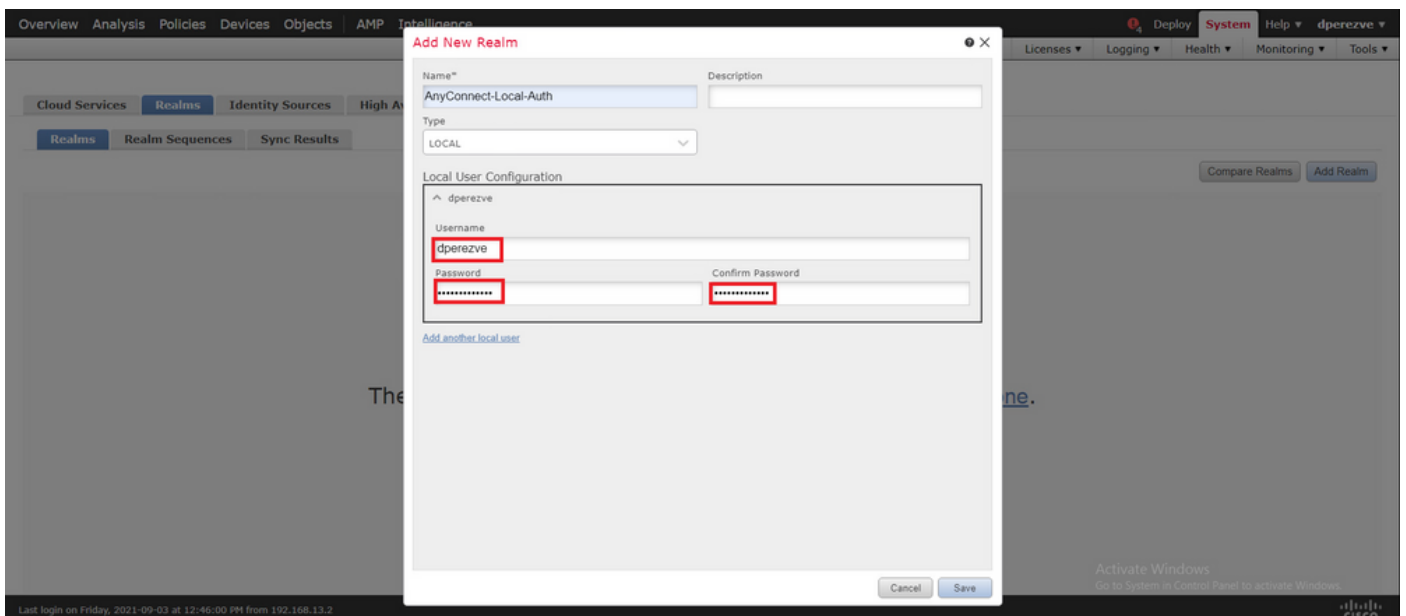 Overview Analysis Policies Devices Objects AMP Intelligence
4 Deploy System Help dperezve
Licenses Logging Health Monitoring Tools
Add New Realm
Cloud Services Realms Identity Sources High A
Realms Realm Sequences Sync Results
Compare Realms Add Realm
Name* Description
AnyConnect-Local-Auth
Type
LOCAL
Local User Configuration
dperezve
Username
dperezve
Password Confirm Password
••••••••••••• •••••••••••••
Add another local user
The
ne.
Cancel Save
Activate Windows
Go to System in Control Panel to activate Windows.
Last login on Friday, 2021-09-03 at 12:46:00 PM from 192.168.13.2
CISCO